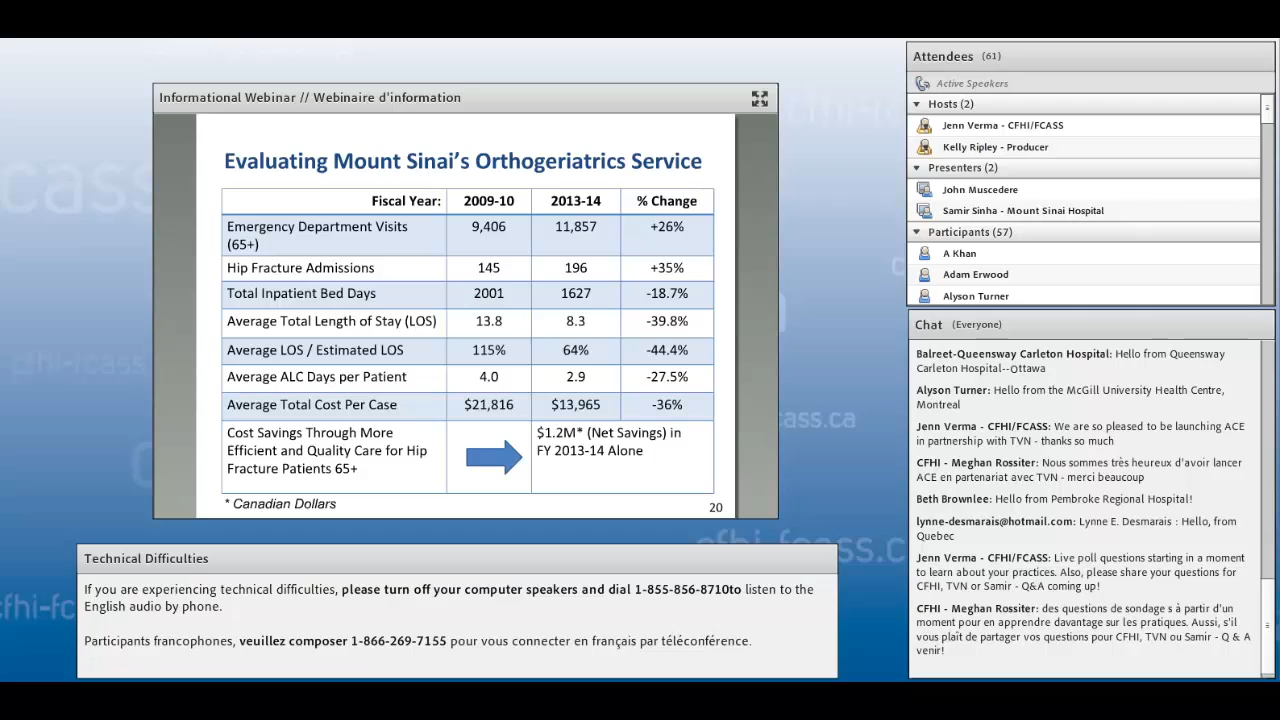 Informational Webinar // Webinaire d'information
Evaluating Mount Sinai's Orthogeriatrics Service
Fiscal Year: 2009-10 2013-14 % Change
Emergency Department Visits (65+) 9,406 11,857 +26%
Hip Fracture Admissions 145 196 +35%
Total Inpatient Bed Days 2001 1627 -18.7%
Average Total Length of Stay (LOS) 13.8 8.3 -39.8%
Average LOS / Estimated LOS 115% 64% -44.4%
Average ALC Days per Patient 4.0 2.9 -27.5%
Average Total Cost Per Case $21,816 $13,965 -36%
Cost Savings Through More
Efficient and Quality Care for Hip
Fracture Patients 65+
$1.2M* (Net Savings) in
FY 2013-14 Alone
* Canadian Dollars
20
Technical Difficulties
If you are experiencing technical difficulties, please turn off your computer speakers and dial 1-855-856-8710to listen to the
English audio by phone.
Participants francophones, veuillez composer 1-866-269-7155 pour vous connecter en français par téléconférence.
Attendees (61)
Active Speakers
Hosts (2)
Jenn Verma - CFHI/FCASS
Kelly Ripley - Producer
Presenters (2)
John Muscedere
Samir Sinha - Mount Sinai Hospital
Participants (57)
A Khan
Adam Erwood
Alyson Turner
Chat (Everyone)
Balreet-Queensway Carleton Hospital: Hello from Queensway
Carleton Hospital--Ottawa
Alyson Turner: Hello from the McGill University Health Centre,
Montreal
Jenn Verma - CFHI/FCASS: We are so pleased to be launching ACE
in partnership with TVN - thanks so much
CFHI - Meghan Rossiter: Nous sommes très heureux d'avoir lancer
ACE en partenariat avec TVN - merci beaucoup
Beth Brownlee: Hello from Pembroke Regional Hospital!
lynne-desmarais@hotmail.com: Lynne E. Desmarais : Hello, from
Quebec
Jenn Verma - CFHI/FCASS: Live poll questions starting in a moment
to learn about your practices. Also, please share your questions for
CFHI, TVN or Samir - Q&A coming up!
CFHI - Meghan Rossiter: des questions de sondage s à partir d'un
moment pour en apprendre davantage sur les pratiques. Aussi, s'il
vous plaît de partager vos questions pour CFHI, TVN ou Samir - Q & A
venir!